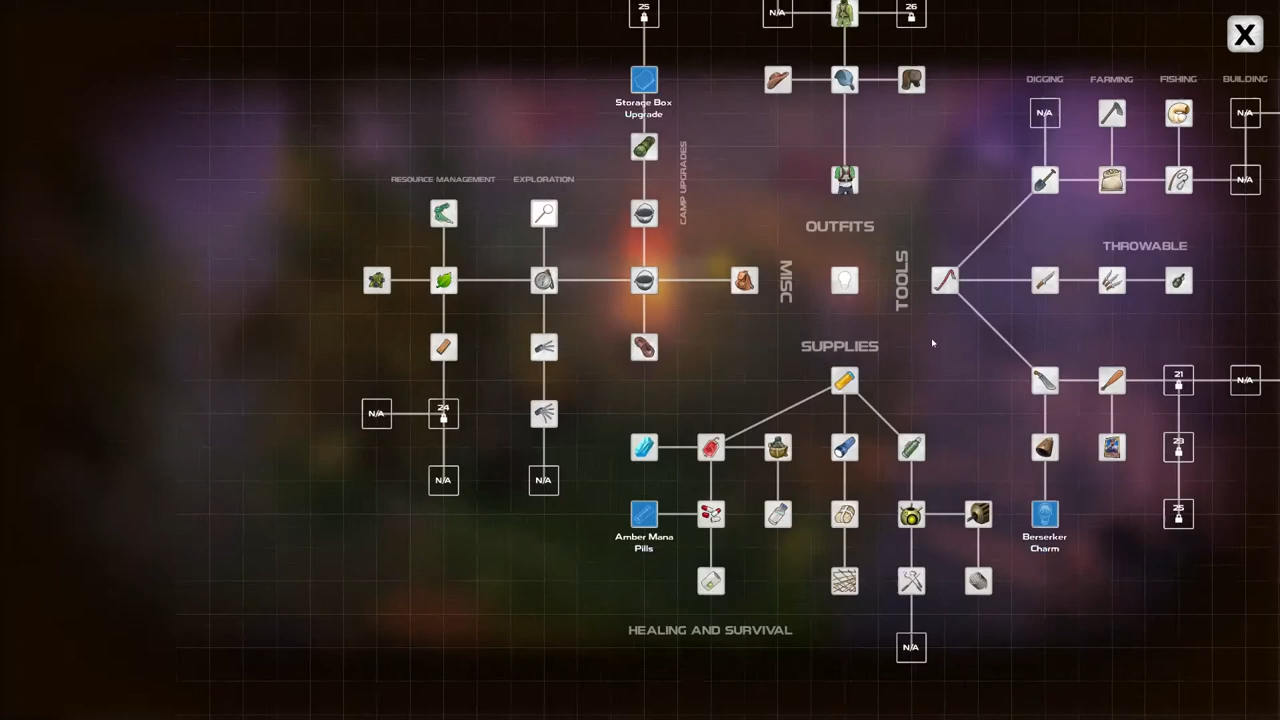 25
N/A
26
X
DIGGING
FARMING
FISHING
BUILDING
Storage Box
Upgrade
N/A
N/A
CAMP UPGRADES
RESOURCE MANAGEMENT
EXPLORATION
N/A
OUTFITS
THROWABLE
MISC
TOOLS
SUPPLIES
21
N/A
N/A
24
23
N/A
N/A
25
Amber Mana
Pills
Berserker
Charm
HEALING AND SURVIVAL
N/A